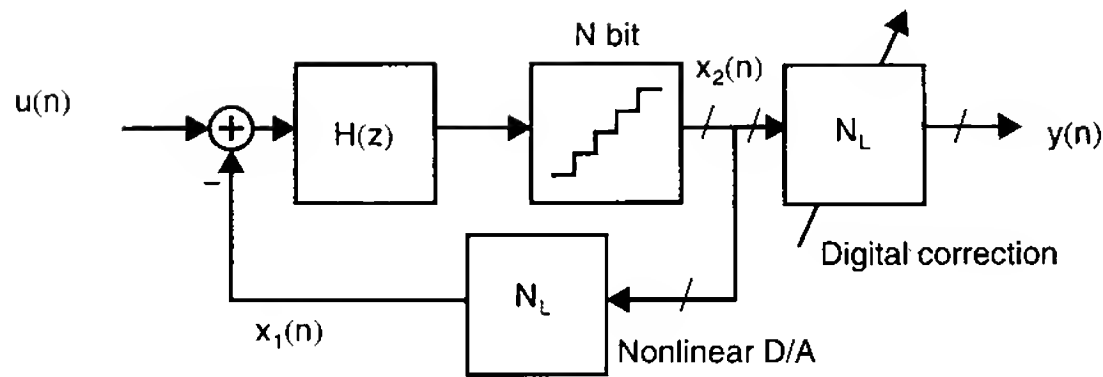 N bit
u(n)
+
−
H(z)
x₂(n)
N_L
y(n)
Digital correction
N_L
x₁(n)
Nonlinear D/A